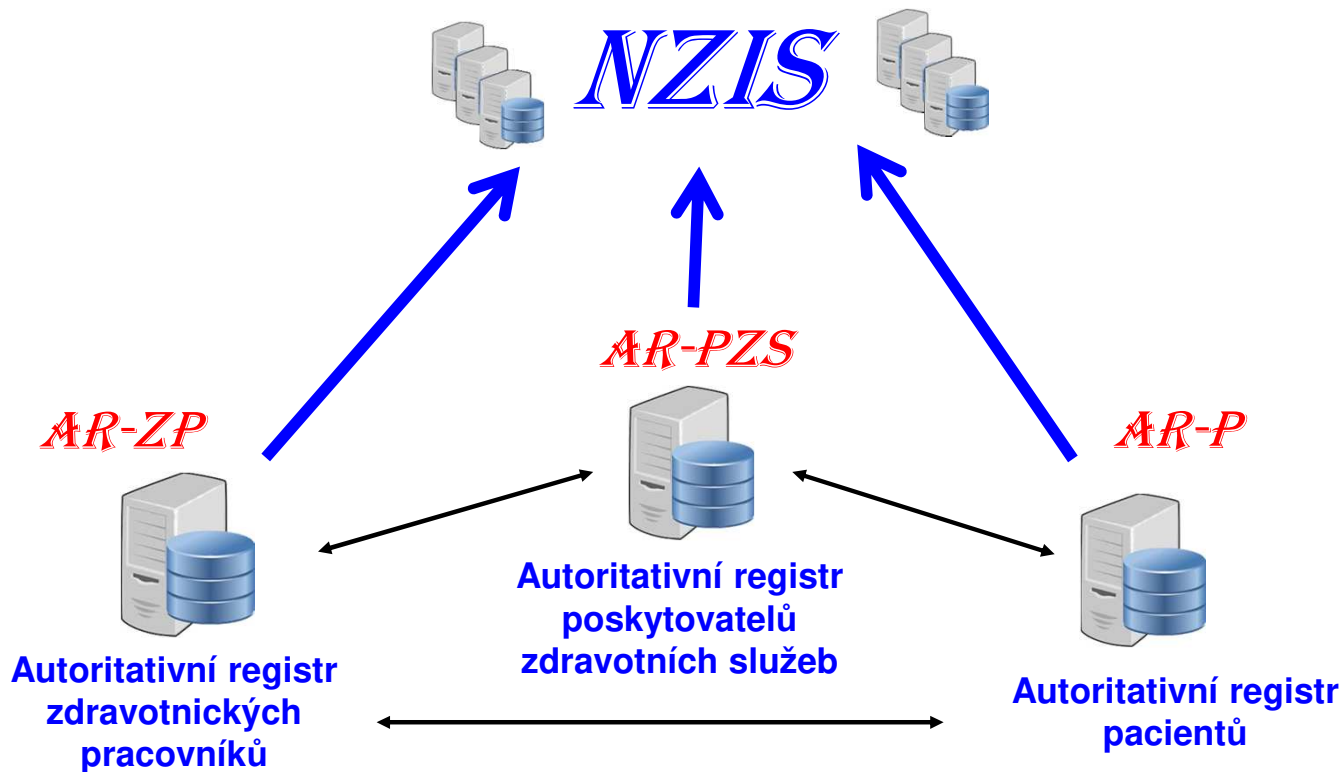 NZIS
AR-PZS
AR-ZP
AR-P
Autoritativní registr
poskytovatelů
zdravotních služeb
Autoritativní registr
zdravotnických
pracovníků
Autoritativní registr
pacientů